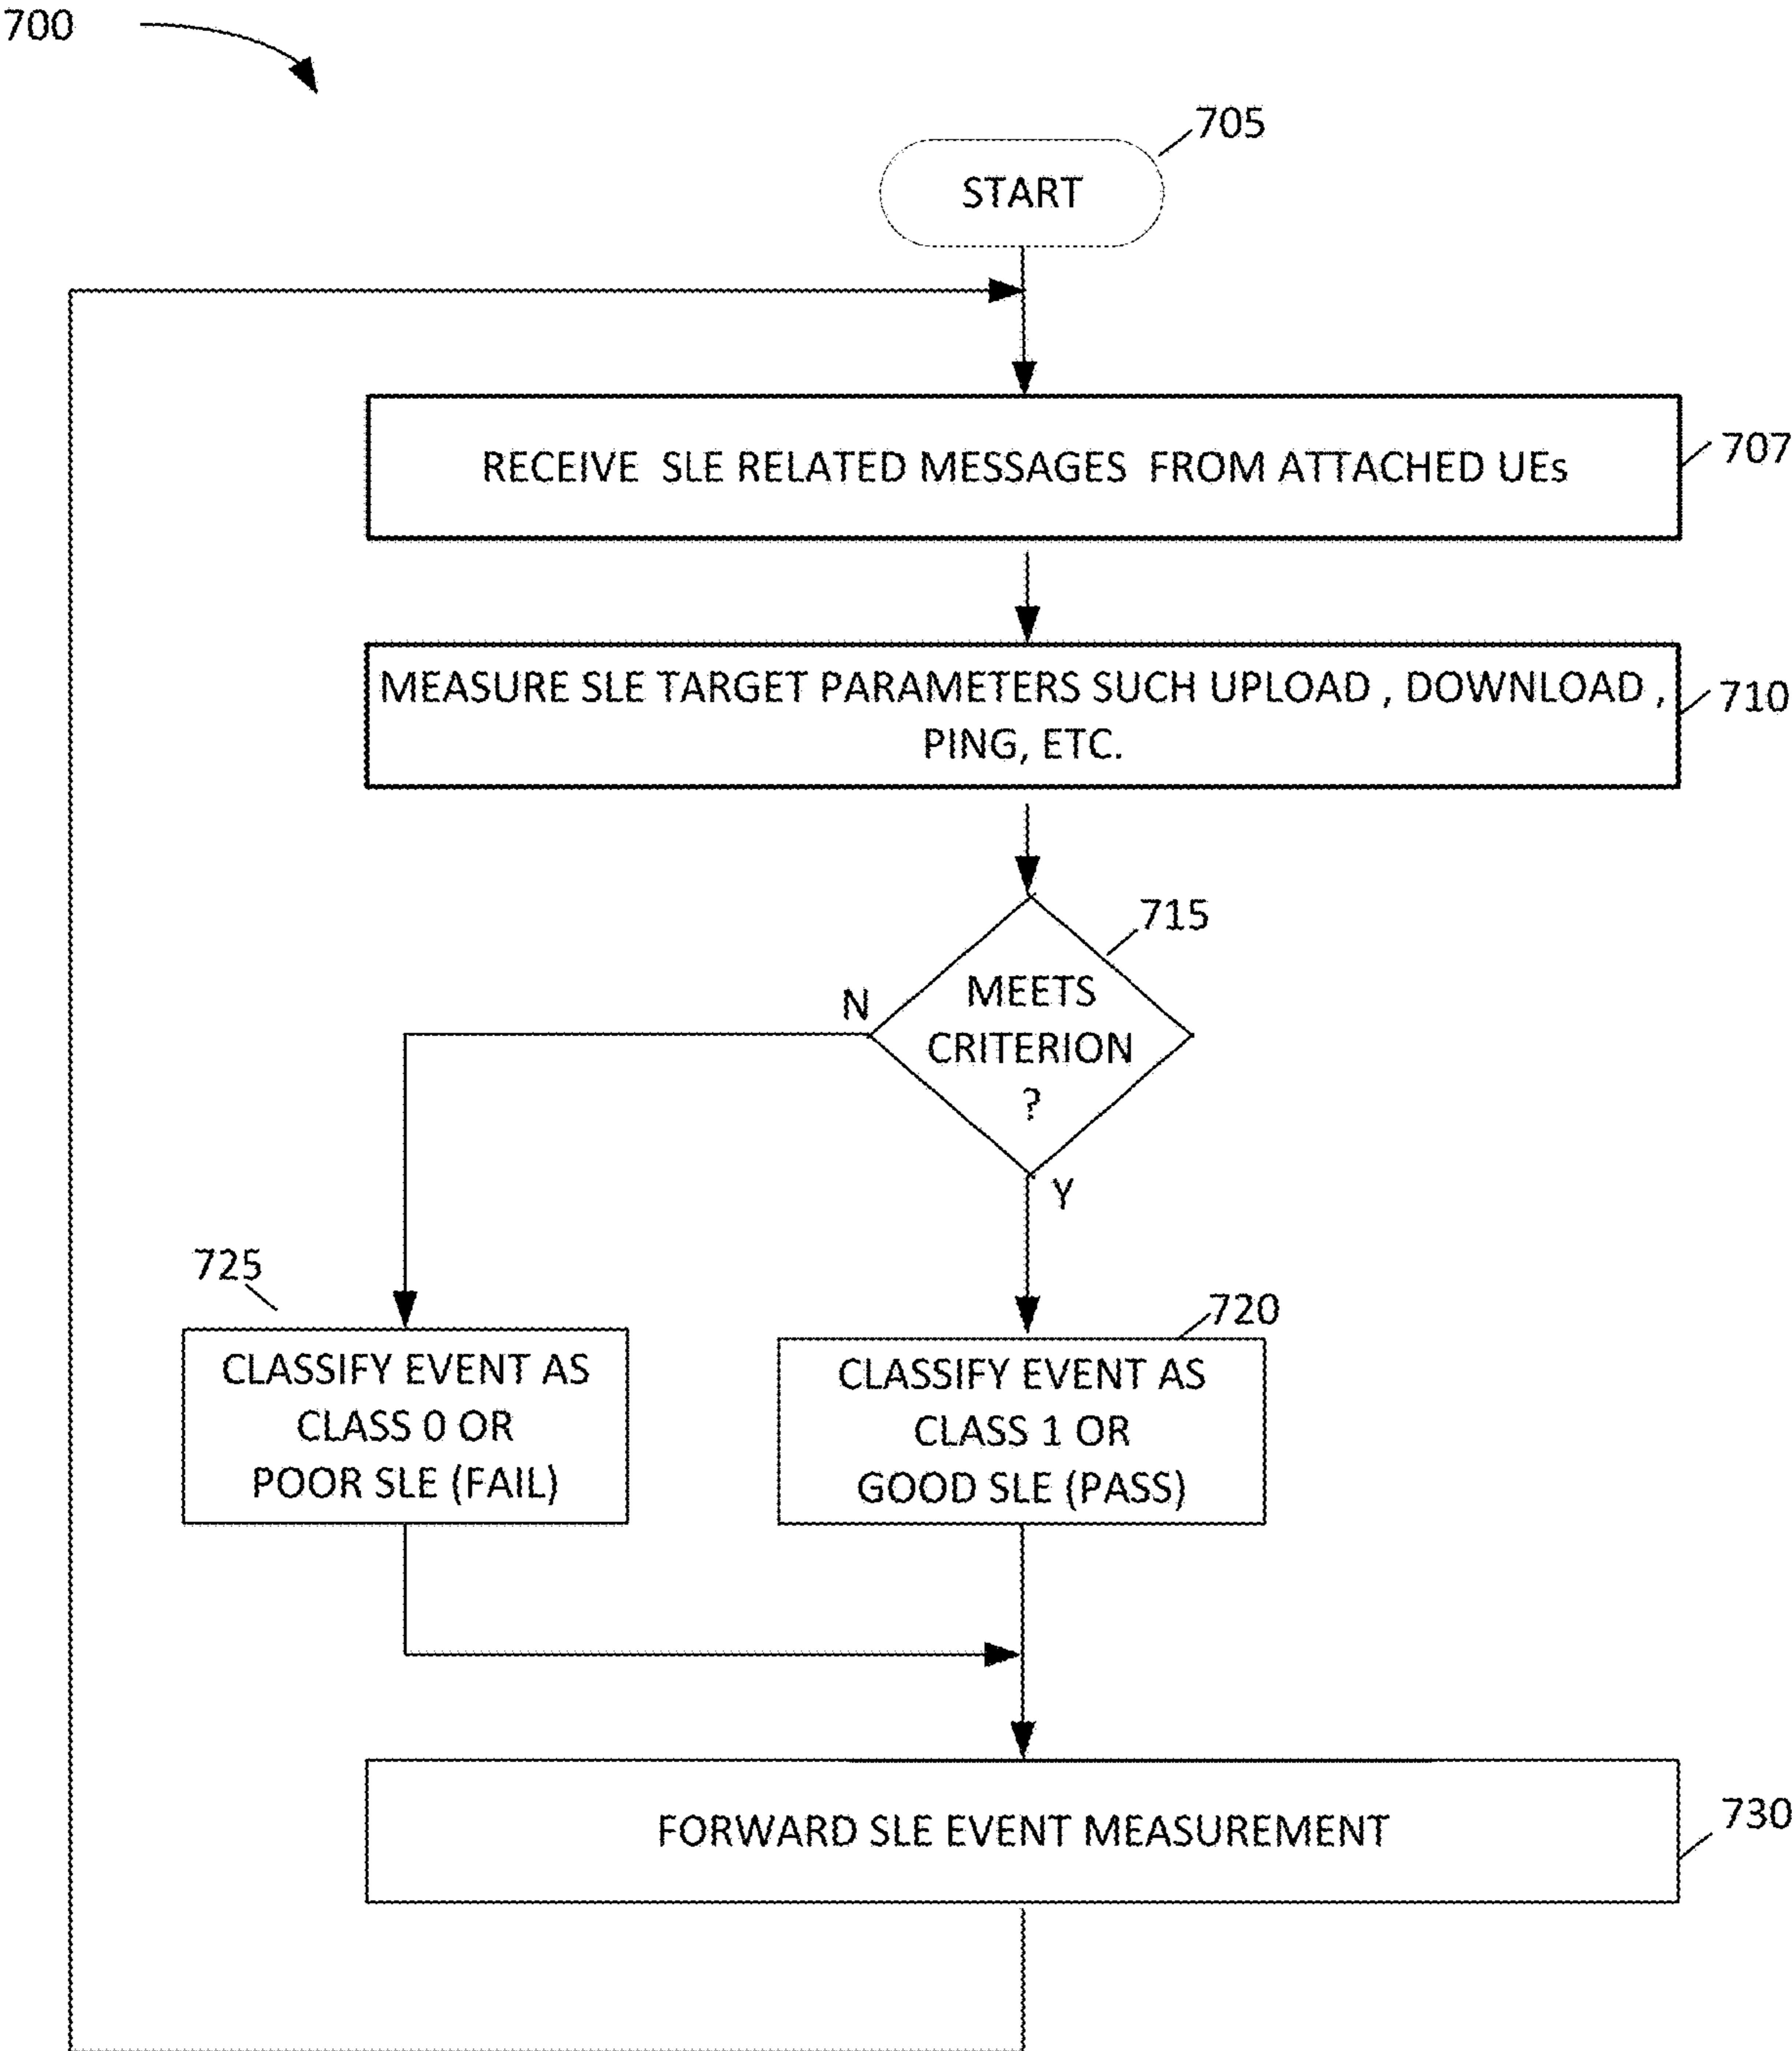 700
705
START
RECEIVE SLE RELATED MESSAGES FROM ATTACHED UEs
707
MEASURE SLE TARGET PARAMETERS SUCH UPLOAD , DOWNLOAD ,
PING, ETC.
710
715
MEETS
CRITERION
?
N
Y
725
CLASSIFY EVENT AS
CLASS 0 OR
POOR SLE (FAIL)
720
CLASSIFY EVENT AS
CLASS 1 OR
GOOD SLE (PASS)
FORWARD SLE EVENT MEASUREMENT
730